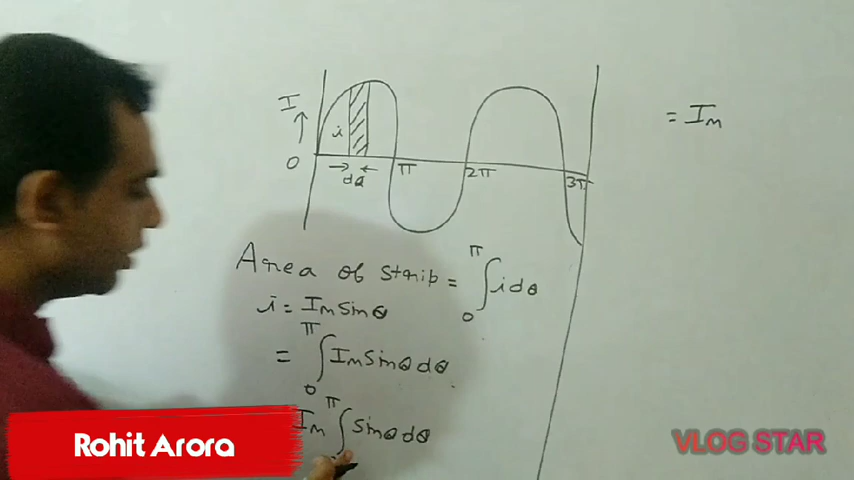 I
i
0
dθ
π
2π
3π
= Im
Area of strip = ∫₀^π i dθ
i = Im sinθ
= ∫₀^π Im sinθ dθ
Im ∫^π sinθ dθ
Rohit Arora
VLOG STAR